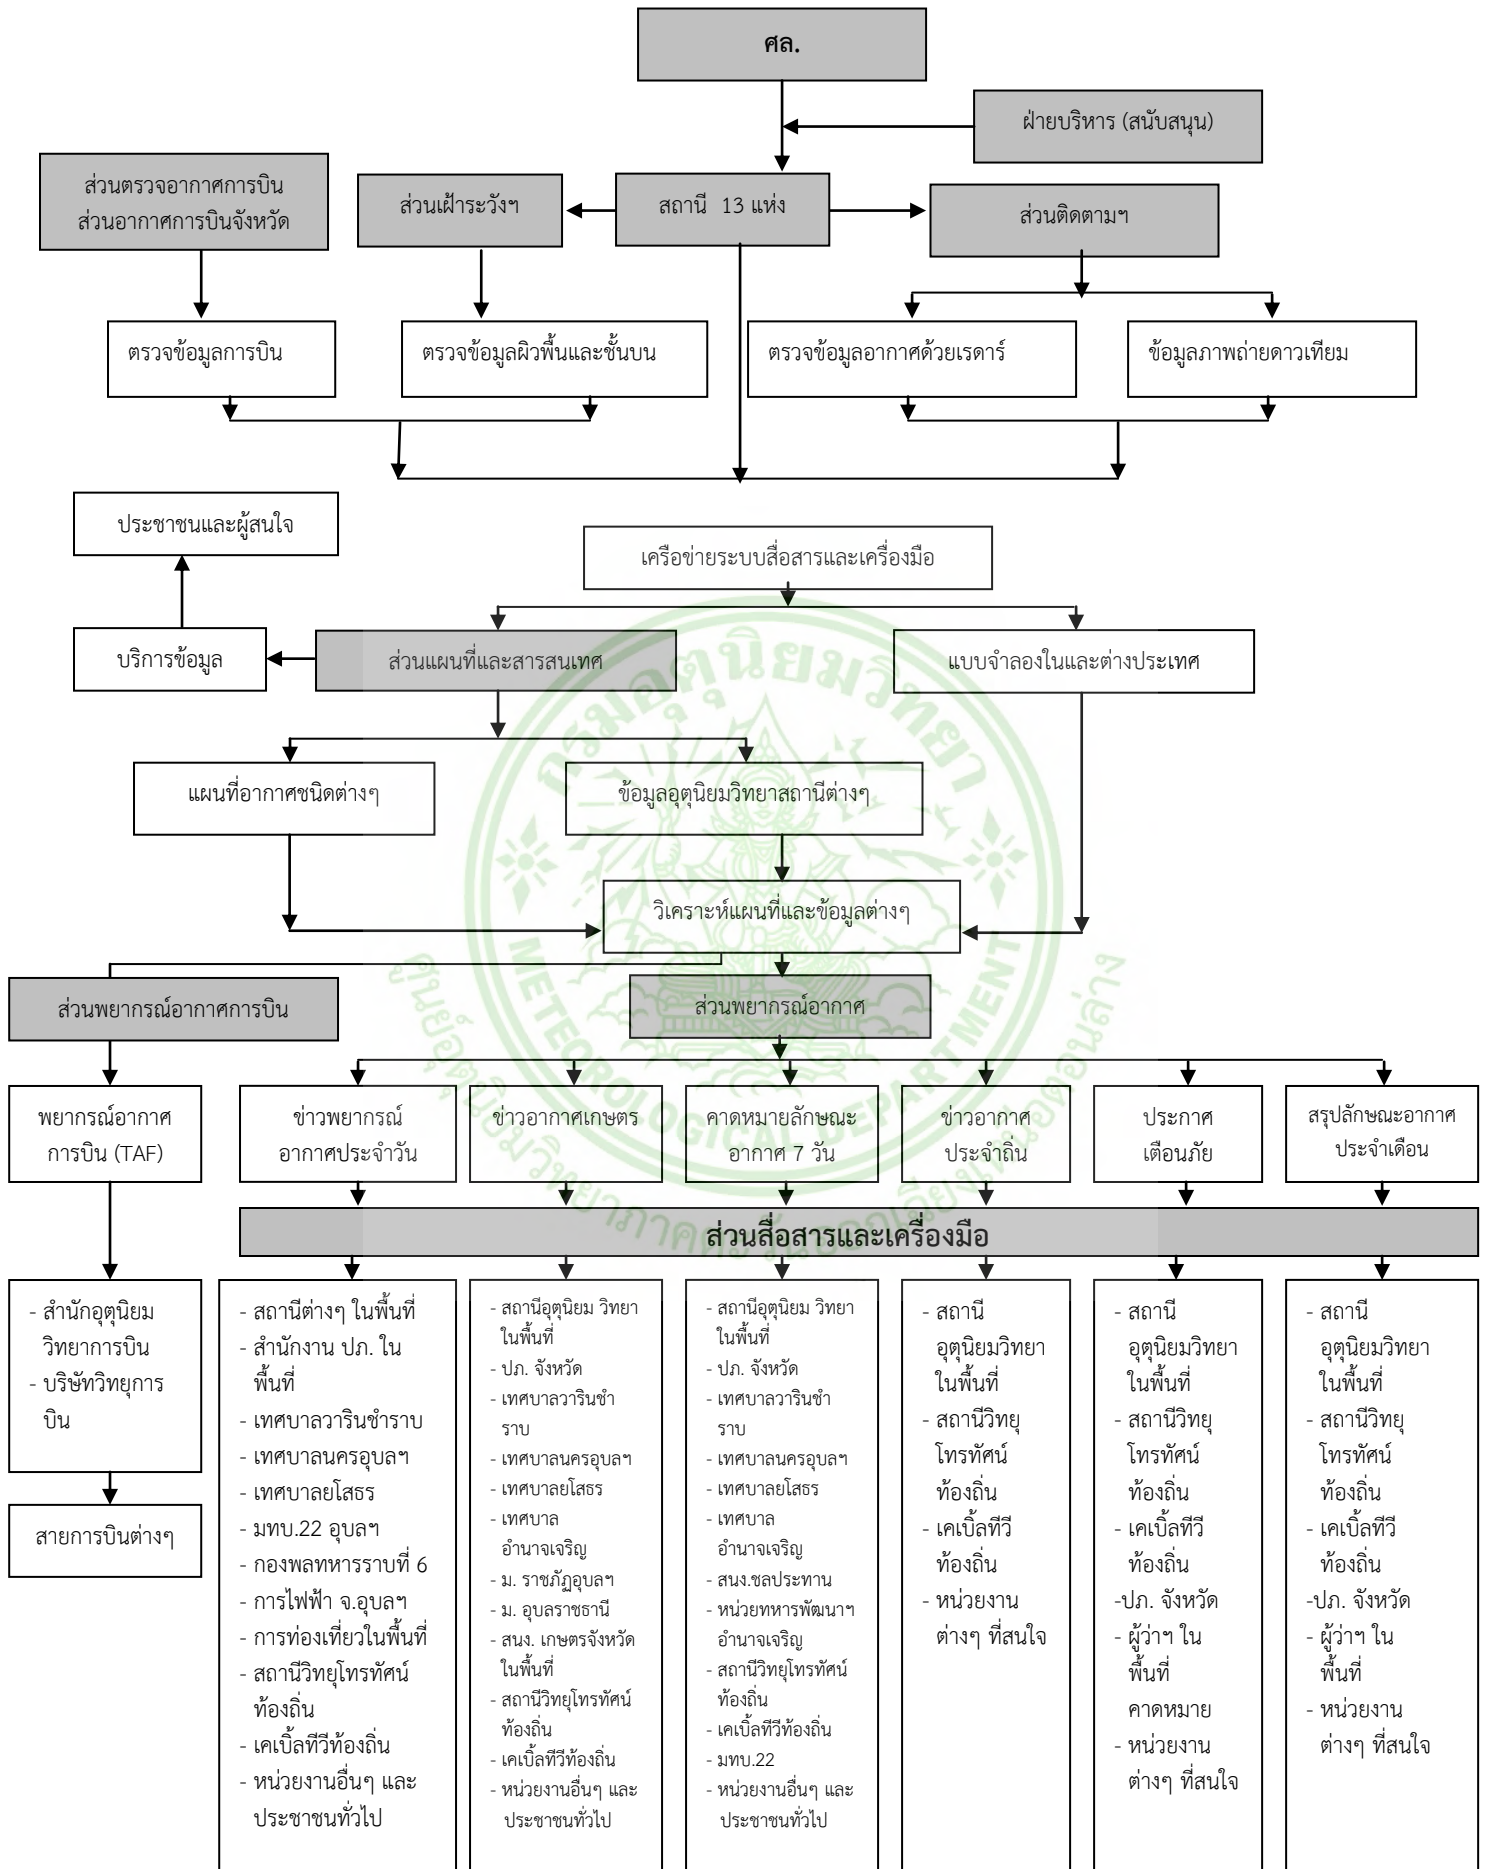 ศล.
ฝ่ายบริหาร (สนับสนุน)
ส่วนตรวจอากาศการบิน
ส่วนอากาศการบินจังหวัด
ส่วนเฝ้าระวังฯ
สถานี 13 แห่ง
ส่วนติดตามฯ
ตรวจข้อมูลการบิน
ตรวจข้อมูลผิวพื้นและชั้นบน
ตรวจข้อมูลอากาศด้วยเรดาร์
ข้อมูลภาพถ่ายดาวเทียม
ประชาชนและผู้สนใจ
เครือข่ายระบบสื่อสารและเครื่องมือ
บริการข้อมูล
ส่วนแผนที่และสารสนเทศ
แบบจำลองในและต่างประเทศ
กรมอุตุนิยมวิทยา
แผนที่อากาศชนิดต่างๆ
ข้อมูลอุตุนิยมวิทยาสถานีต่างๆ
วิเคราะห์แผนที่และข้อมูลต่างๆ
METEOROLOGICAL DEPARTMENT
ศูนย์อุตุนิยมวิทยาภาคตะวันออกเฉียงเหนือตอนล่าง
ส่วนพยากรณ์อากาศการบิน
ส่วนพยากรณ์อากาศ
พยากรณ์อากาศ
การบิน (TAF)
ข่าวพยากรณ์
อากาศประจำวัน
ข่าวอากาศเกษตร
คาดหมายลักษณะ
อากาศ 7 วัน
ข่าวอากาศ
ประจำถิ่น
ประกาศ
เตือนภัย
สรุปลักษณะอากาศ
ประจำเดือน
ส่วนสื่อสารและเครื่องมือ
- สำนักอุตุนิยม
วิทยาการบิน
- บริษัทวิทยุการ
บิน
สายการบินต่างๆ
- สถานีต่างๆ ในพื้นที่
- สำนักงาน ปภ. ใน
พื้นที่
- เทศบาลวารินชำราบ
- เทศบาลนครอุบลฯ
- เทศบาลยโสธร
- มทบ.22 อุบลฯ
- กองพลทหารราบที่ 6
- การไฟฟ้า จ.อุบลฯ
- การท่องเที่ยวในพื้นที่
- สถานีวิทยุโทรทัศน์
ท้องถิ่น
- เคเบิ้ลทีวีท้องถิ่น
- หน่วยงานอื่นๆ และ
ประชาชนทั่วไป
- สถานีอุตุนิยม วิทยา
ในพื้นที่
- ปภ. จังหวัด
- เทศบาลวารินชำ
ราบ
- เทศบาลนครอุบลฯ
- เทศบาลยโสธร
- เทศบาล
อำนาจเจริญ
- ม. ราชภัฏอุบลฯ
- ม. อุบลราชธานี
- สนง. เกษตรจังหวัด
ในพื้นที่
- สถานีวิทยุโทรทัศน์
ท้องถิ่น
- เคเบิ้ลทีวีท้องถิ่น
- หน่วยงานอื่นๆ และ
ประชาชนทั่วไป
- สถานีอุตุนิยม วิทยา
ในพื้นที่
- ปภ. จังหวัด
- เทศบาลวารินชำ
ราบ
- เทศบาลนครอุบลฯ
- เทศบาลยโสธร
- เทศบาล
อำนาจเจริญ
- สนง.ชลประทาน
- หน่วยทหารพัฒนาฯ
อำนาจเจริญ
- สถานีวิทยุโทรทัศน์
ท้องถิ่น
- เคเบิ้ลทีวีท้องถิ่น
- มทบ.22
- หน่วยงานอื่นๆ และ
ประชาชนทั่วไป
- สถานี
อุตุนิยมวิทยา
ในพื้นที่
- สถานีวิทยุ
โทรทัศน์
ท้องถิ่น
- เคเบิ้ลทีวี
ท้องถิ่น
- หน่วยงาน
ต่างๆ ที่สนใจ
- สถานี
อุตุนิยมวิทยา
ในพื้นที่
- สถานีวิทยุ
โทรทัศน์
ท้องถิ่น
- เคเบิ้ลทีวี
ท้องถิ่น
-ปภ. จังหวัด
- ผู้ว่าฯ ใน
พื้นที่
คาดหมาย
- หน่วยงาน
ต่างๆ ที่สนใจ
- สถานี
อุตุนิยมวิทยา
ในพื้นที่
- สถานีวิทยุ
โทรทัศน์
ท้องถิ่น
- เคเบิ้ลทีวี
ท้องถิ่น
-ปภ. จังหวัด
- ผู้ว่าฯ ใน
พื้นที่
- หน่วยงาน
ต่างๆ ที่สนใจ